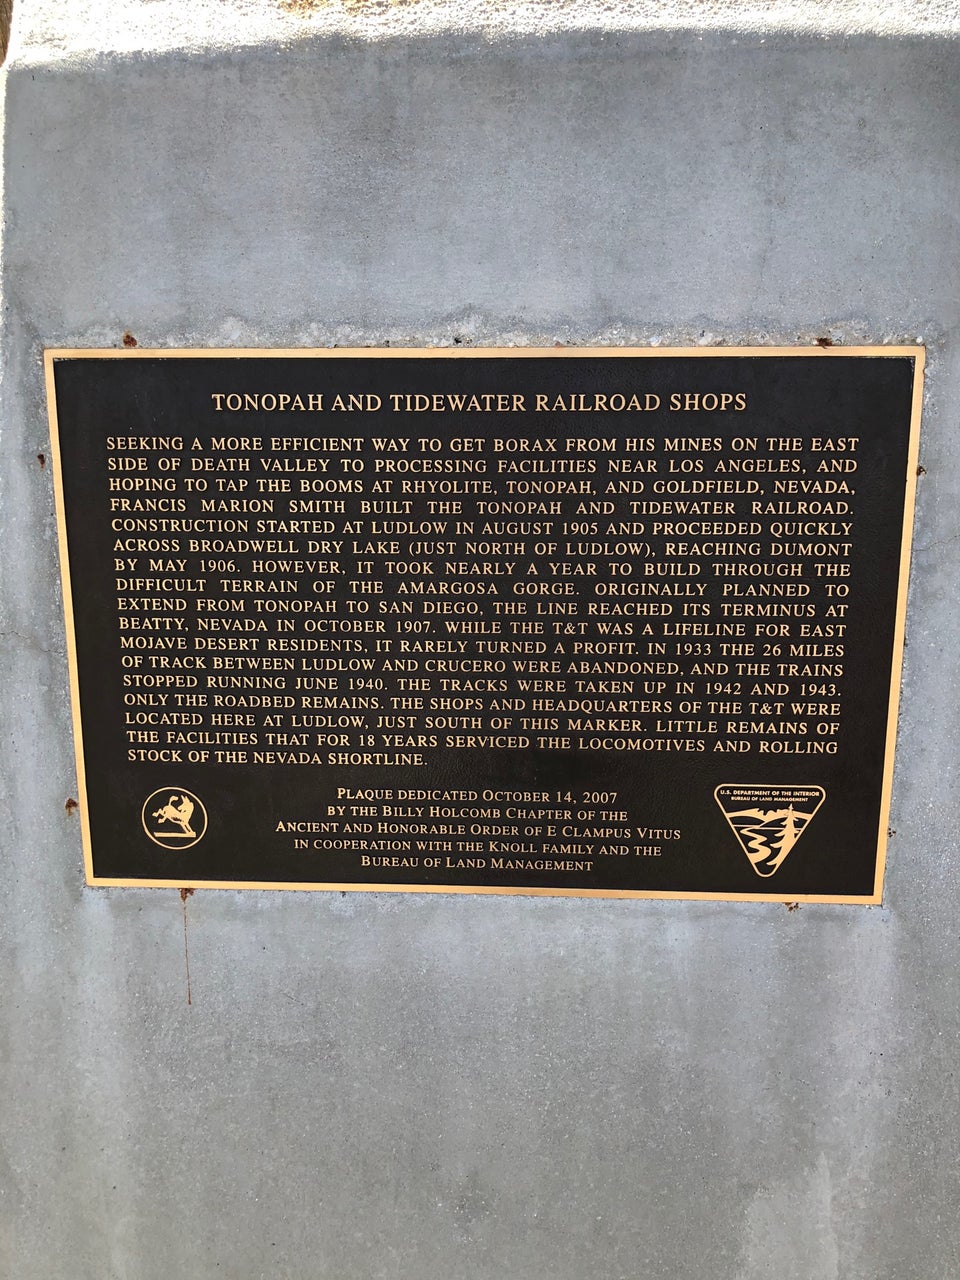 TONOPAH AND TIDEWATER RAILROAD SHOPS
SEEKING A MORE EFFICIENT WAY TO GET BORAX FROM HIS MINES ON THE EAST
SIDE OF DEATH VALLEY TO PROCESSING FACILITIES NEAR LOS ANGELES, AND
HOPING TO TAP THE BOOMS AT RHYOLITE, TONOPAH, AND GOLDFIELD, NEVADA,
FRANCIS MARION SMITH BUILT THE TONOPAH AND TIDEWATER RAILROAD.
CONSTRUCTION STARTED AT LUDLOW IN AUGUST 1905 AND PROCEEDED QUICKLY
ACROSS BROADWELL DRY LAKE (JUST NORTH OF LUDLOW), REACHING DUMONT
BY MAY 1906. HOWEVER, IT TOOK NEARLY A YEAR TO BUILD THROUGH THE
DIFFICULT TERRAIN OF THE AMARGOSA GORGE. ORIGINALLY PLANNED TO
EXTEND FROM TONOPAH TO SAN DIEGO, THE LINE REACHED ITS TERMINUS AT
BEATTY, NEVADA IN OCTOBER 1907. WHILE THE T&T WAS A LIFELINE FOR EAST
MOJAVE DESERT RESIDENTS, IT RARELY TURNED A PROFIT. IN 1933 THE 26 MILES
OF TRACK BETWEEN LUDLOW AND CRUCERO WERE ABANDONED, AND THE TRAINS
STOPPED RUNNING JUNE 1940. THE TRACKS WERE TAKEN UP IN 1942 AND 1943.
ONLY THE ROADBED REMAINS. THE SHOPS AND HEADQUARTERS OF THE T&T WERE
LOCATED HERE AT LUDLOW, JUST SOUTH OF THIS MARKER. LITTLE REMAINS OF
THE FACILITIES THAT FOR 18 YEARS SERVICED THE LOCOMOTIVES AND ROLLING
STOCK OF THE NEVADA SHORTLINE.
PLAQUE DEDICATED OCTOBER 14, 2007
BY THE BILLY HOLCOMB CHAPTER OF THE
ANCIENT AND HONORABLE ORDER OF E CLAMPUS VITUS
IN COOPERATION WITH THE KNOLL FAMILY AND THE
BUREAU OF LAND MANAGEMENT
U.S. DEPARTMENT OF THE INTERIOR
BUREAU OF LAND MANAGEMENT